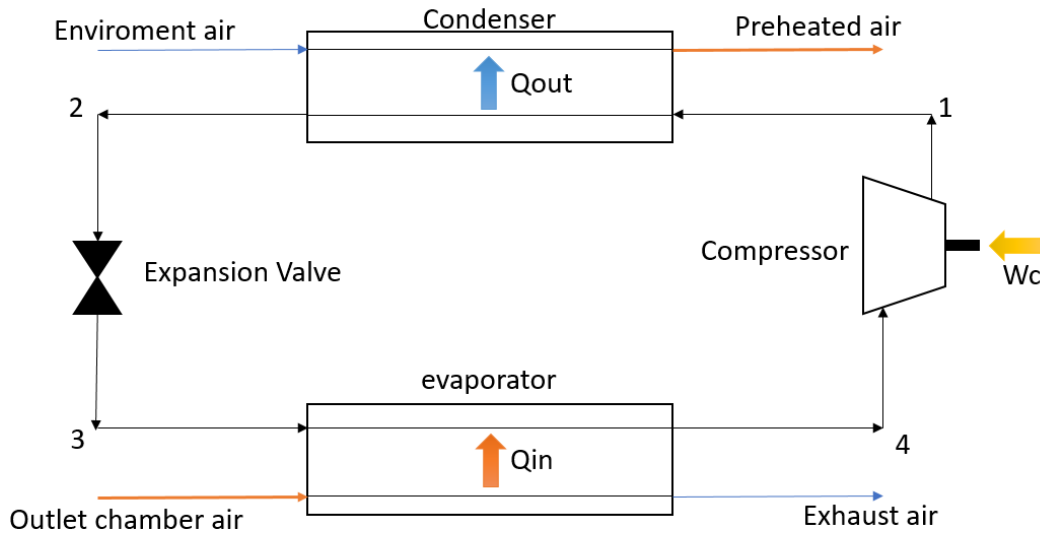 Condenser
Enviroment air
Preheated air
Qout
2
1
Compressor
Expansion Valve
Wc
evaporator
3
4
Qin
Outlet chamber air
Exhaust air